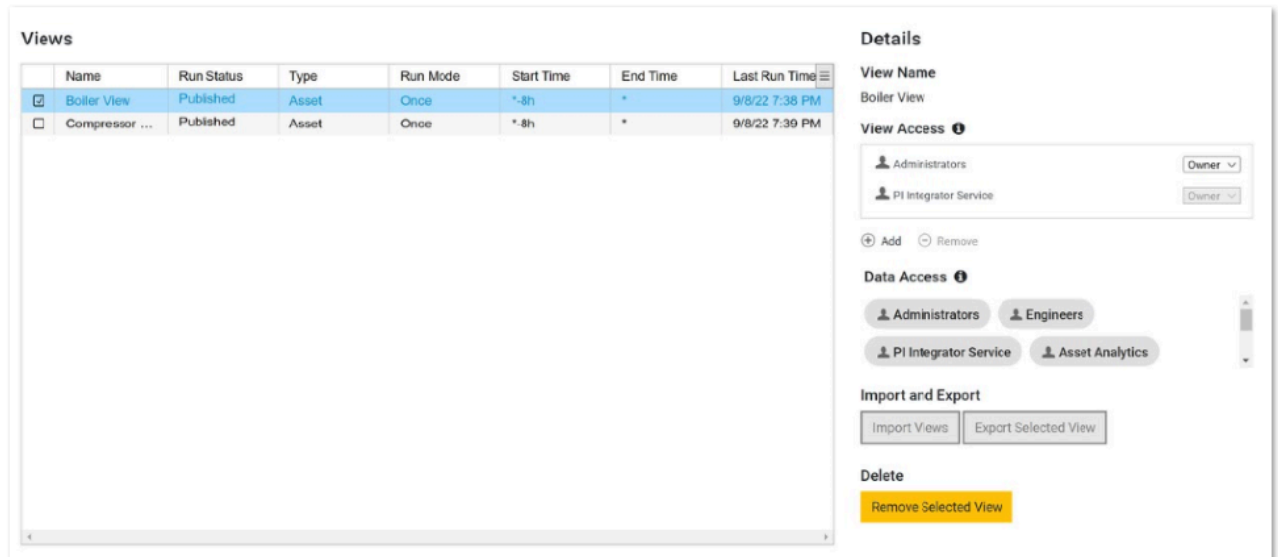 Views
Name Run Status Type Run Mode Start Time End Time Last Run Time
Boiler View Published Asset Once *-8h * 9/8/22 7:38 PM
Compressor ... Published Asset Once *-8h * 9/8/22 7:39 PM
Details
View Name
Boiler View
View Access
Administrators Owner
PI Integrator Service Owner
Add Remove
Data Access
Administrators Engineers
PI Integrator Service Asset Analytics
Import and Export
Import Views Export Selected View
Delete
Remove Selected View